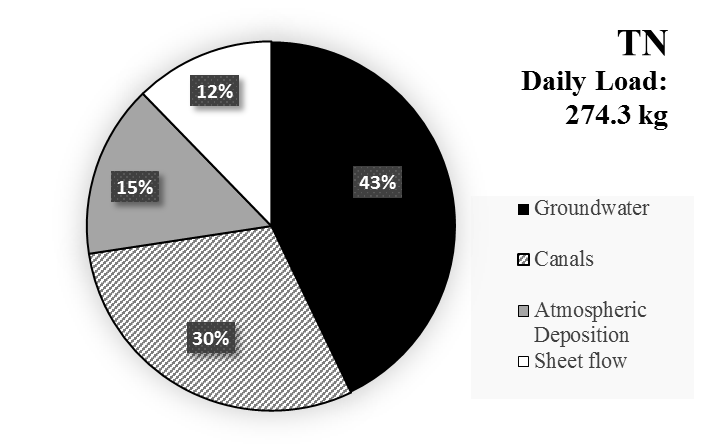 TN
Daily Load:
274.3 kg
12%
43%
15%
30%
Groundwater
Canals
Atmospheric
Deposition
Sheet flow